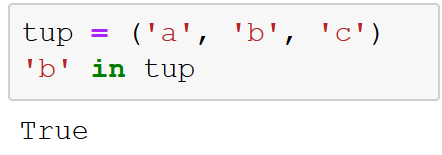 tup = ('a', 'b', 'c')
'b' in tup
True